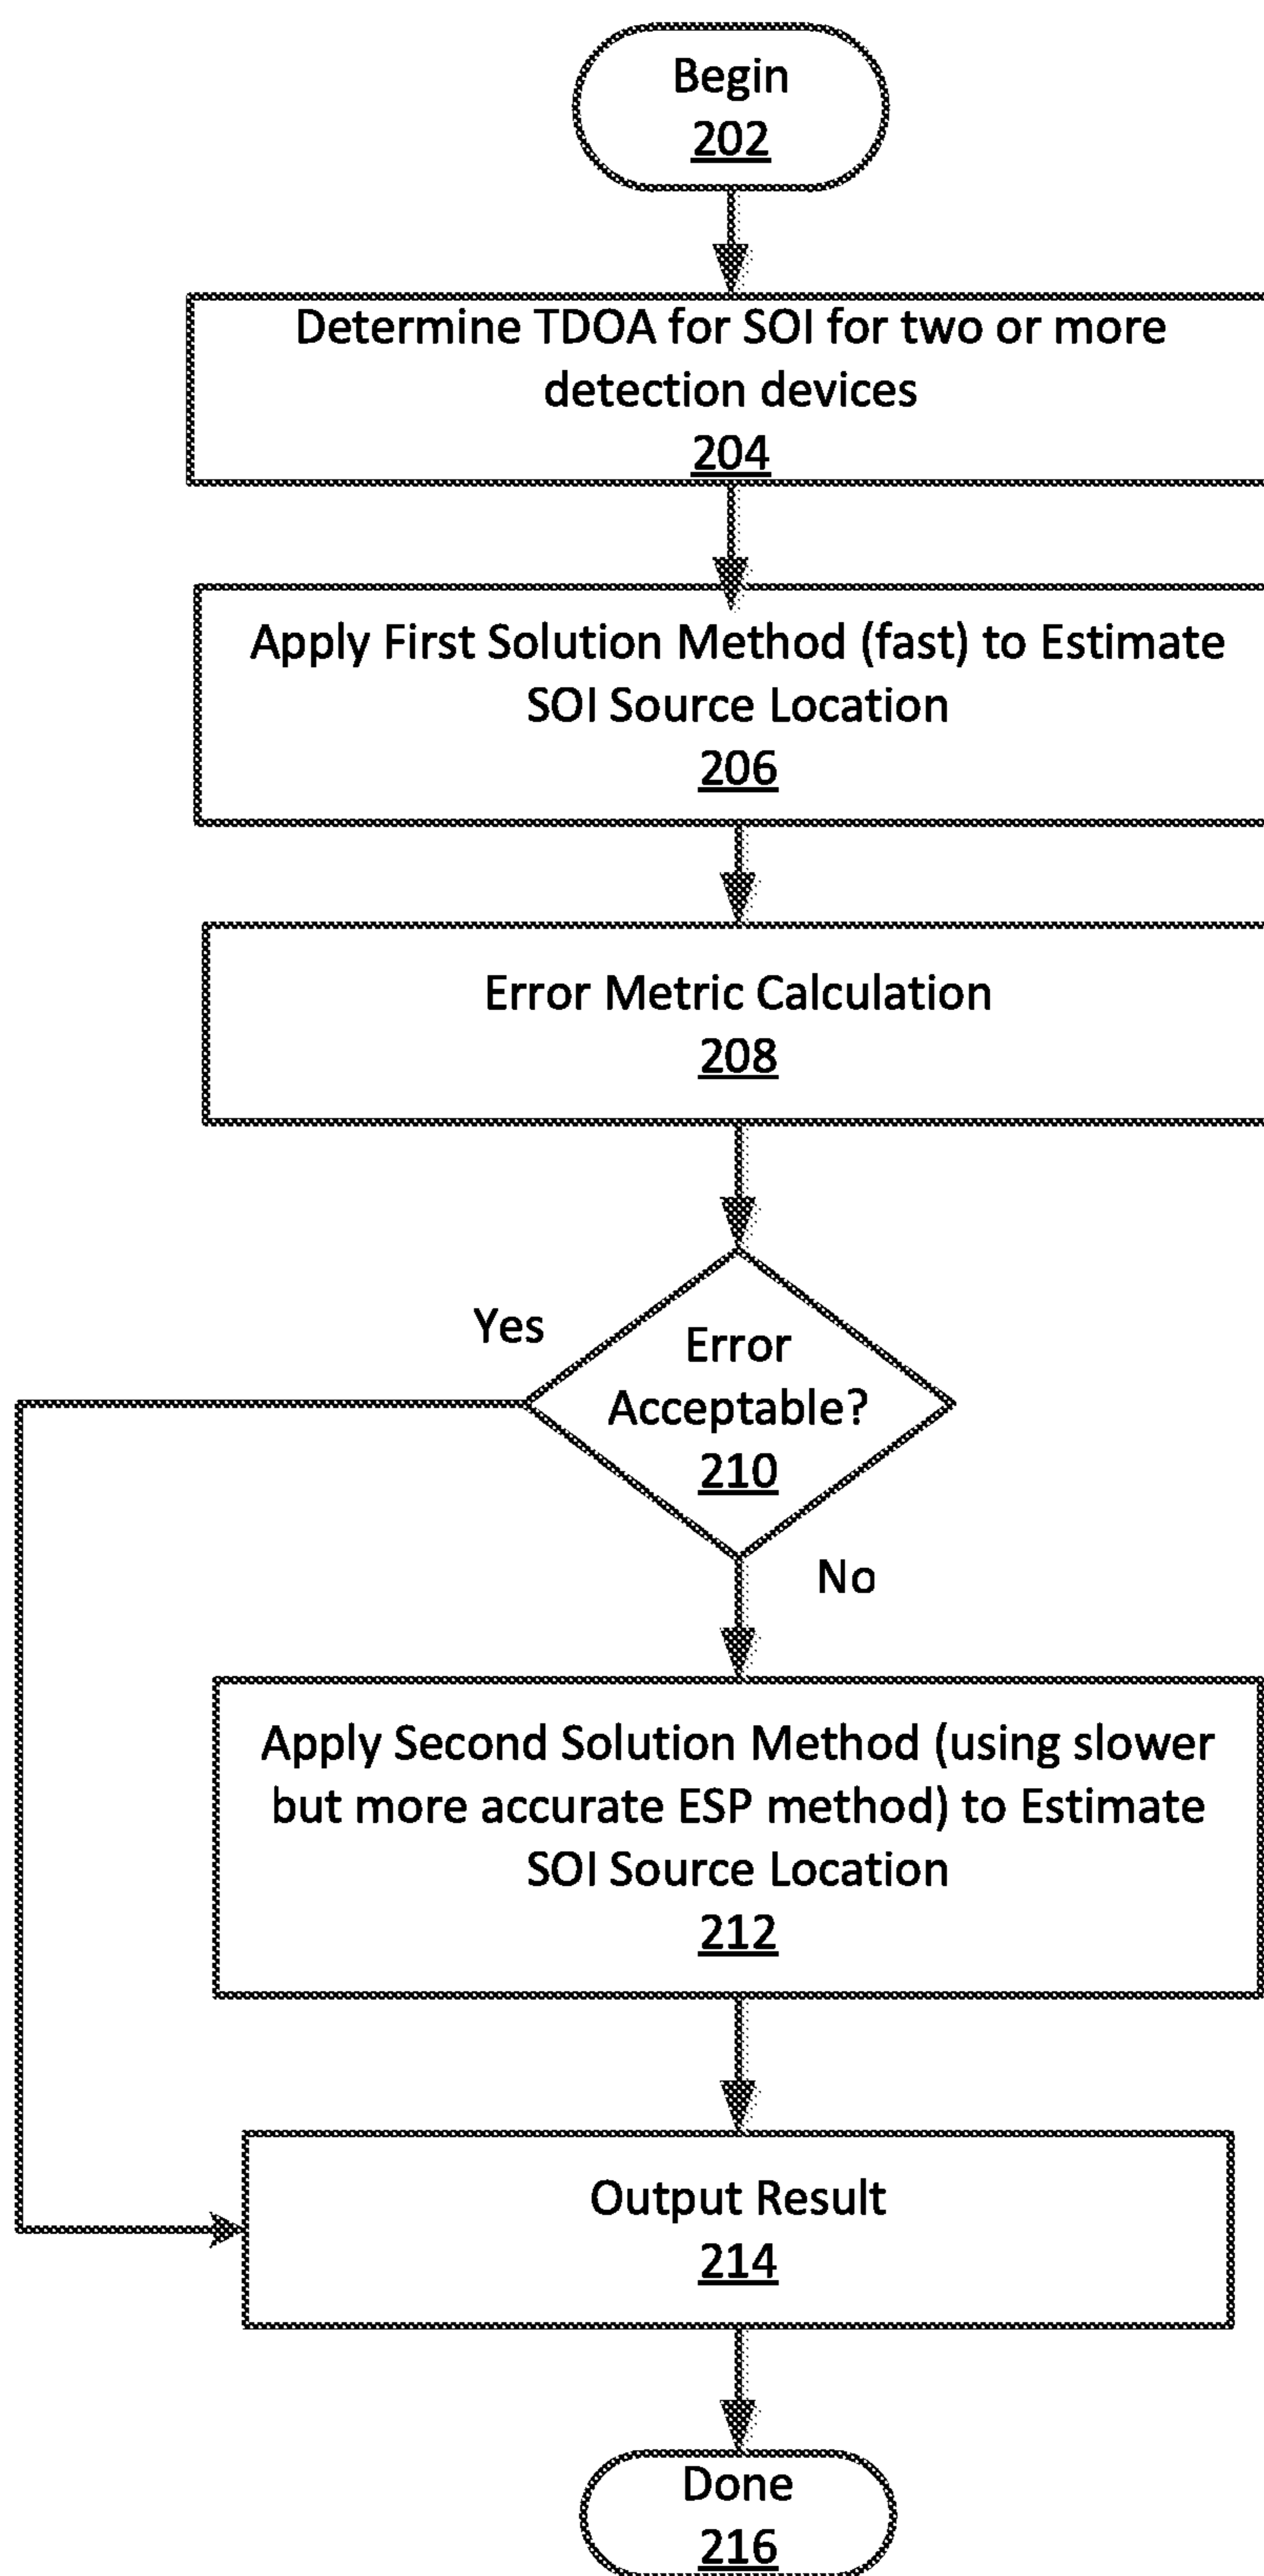 Begin
202
Determine TDOA for SOI for two or more
detection devices
204
Apply First Solution Method (fast) to Estimate
SOI Source Location
206
Error Metric Calculation
208
Yes
Error
Acceptable?
210
No
Apply Second Solution Method (using slower
but more accurate ESP method) to Estimate
SOI Source Location
212
Output Result
214
Done
216